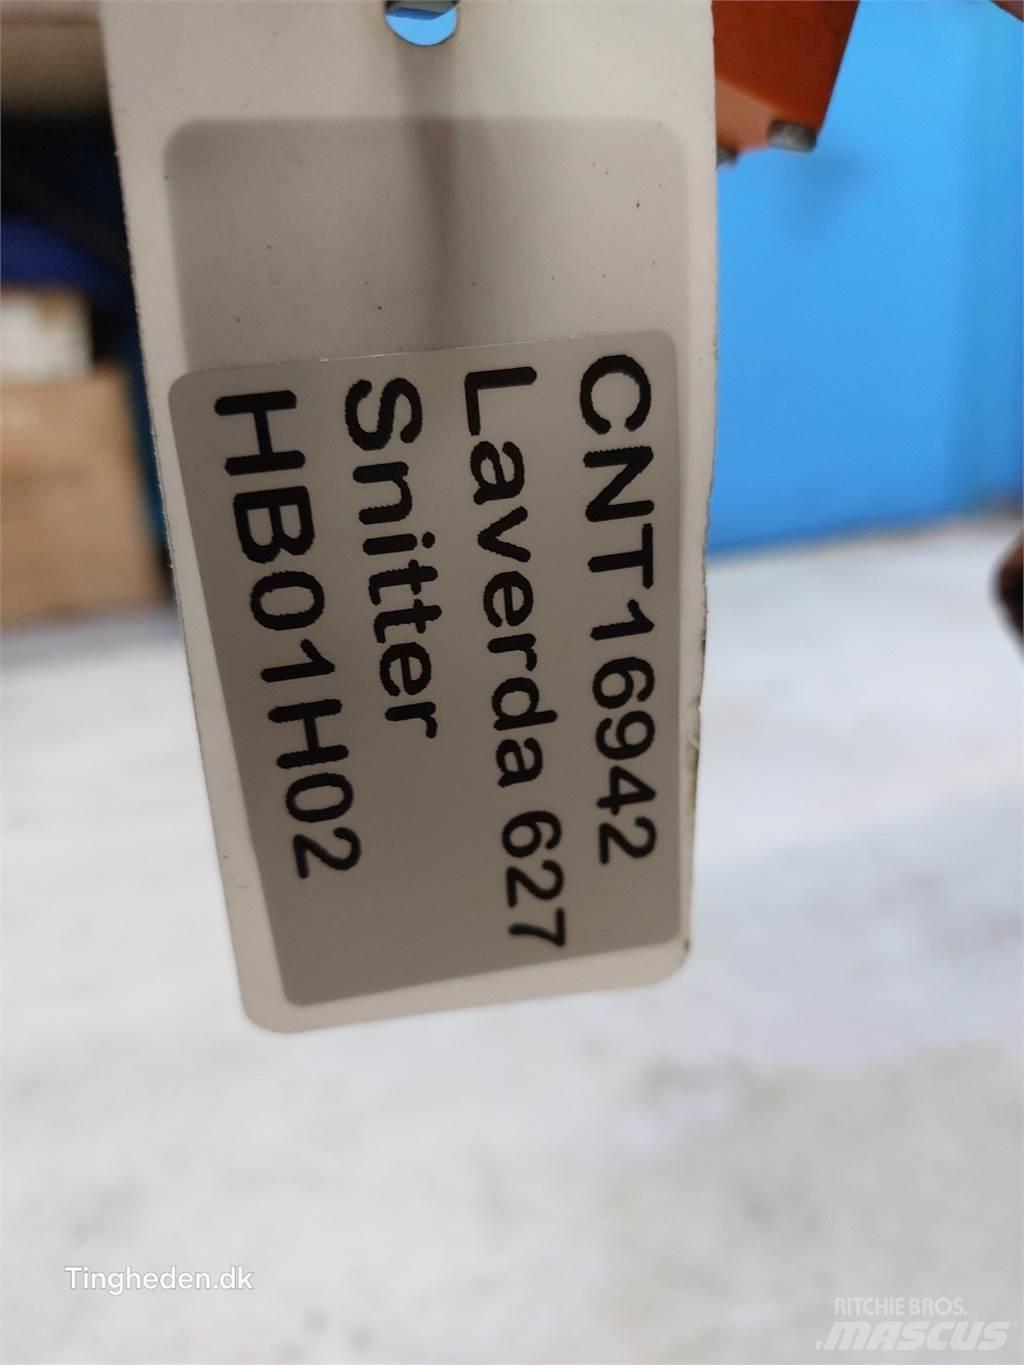 CNT16942
Laverda 627
Snitter
HB01H02
Tingheden.dk
RITCHIE BROS.
MASCUS